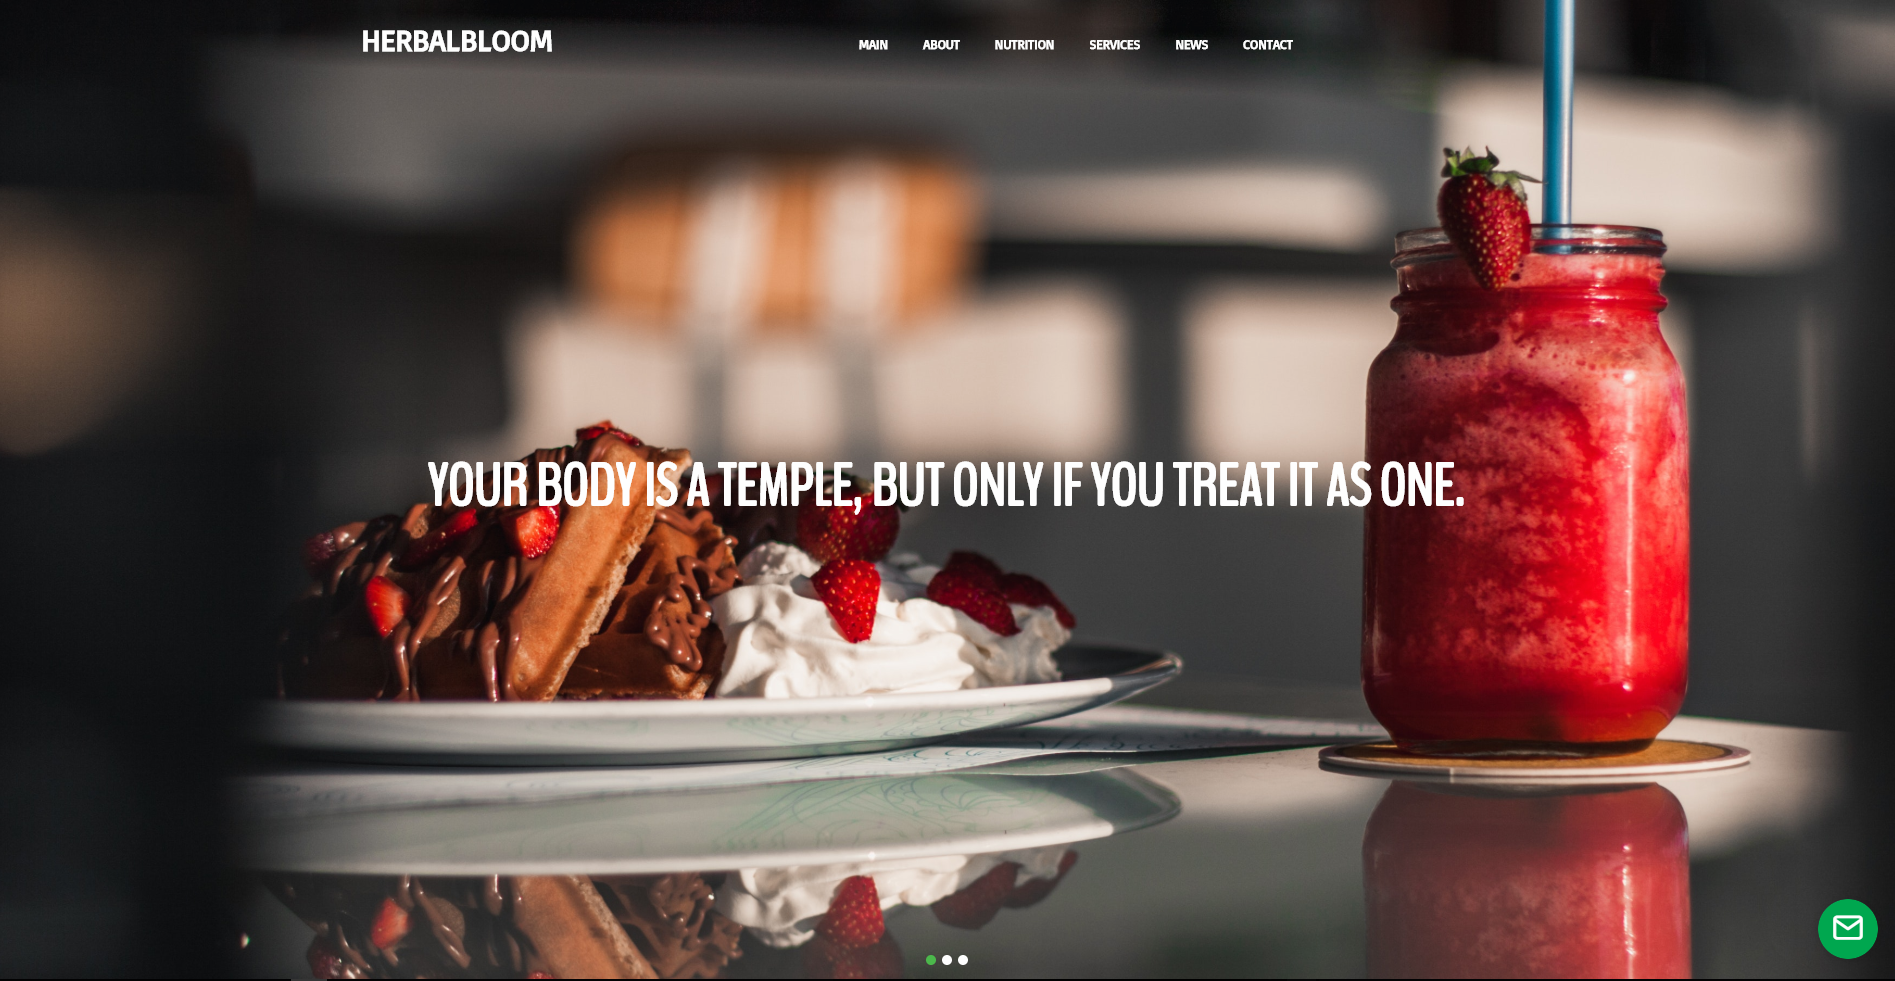 HERBALBLOOM
MAIN ABOUT NUTRITION SERVICES NEWS CONTACT
YOUR BODY IS A TEMPLE, BUT ONLY IF YOU TREAT IT AS ONE.